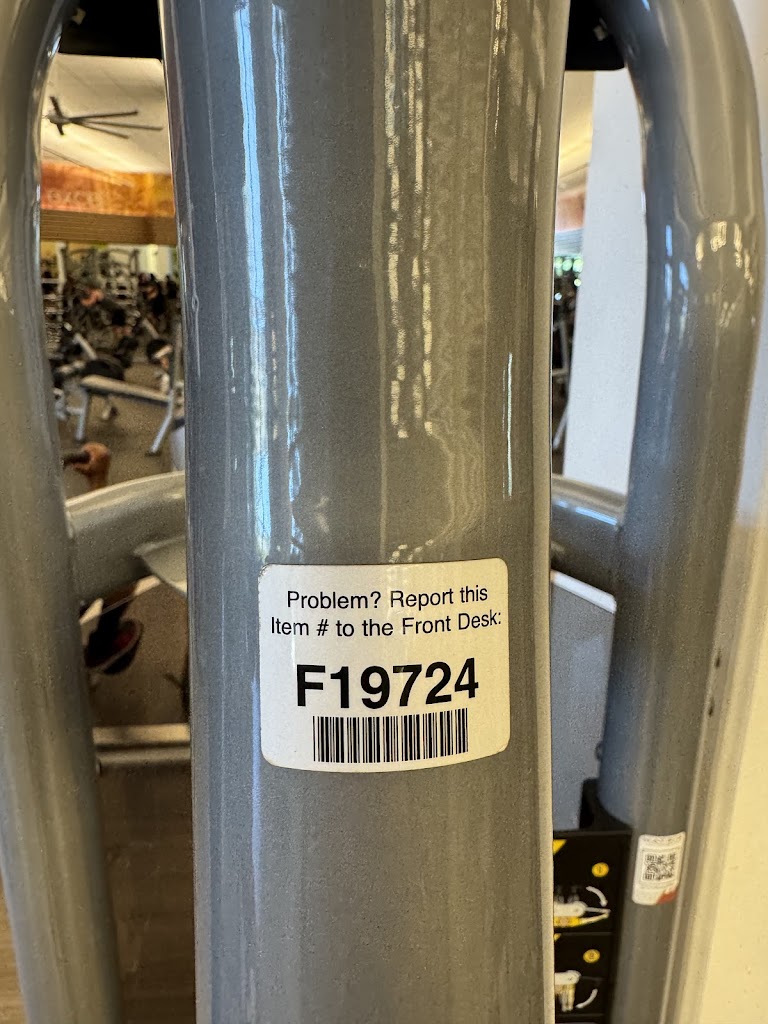 Problem? Report this
Item # to the Front Desk:
F19724